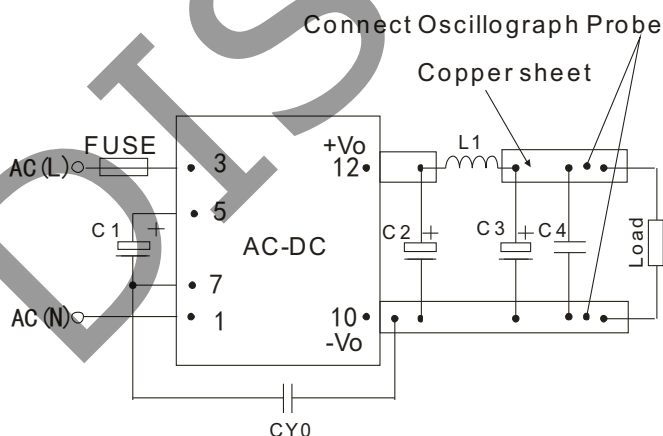 Connect Oscillograph Probe
Copper sheet
FUSE
L1
+Vo
AC(L)
3
12
5
C1
+
AC-DC
C2
+
C3
+
C4
Load
7
AC(N)
1
10
-Vo
CY0
DIS